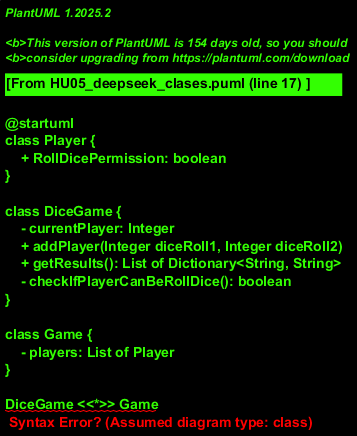 PlantUML 1.2025.2
<b>This version of PlantUML is 154 days old, so you should
<b>consider upgrading from https://plantuml.com/download
[From HU05_deepseek_clases.puml (line 17) ]
@startuml
class Player {
+ RollDicePermission: boolean
}
class DiceGame {
- currentPlayer: Integer
+ addPlayer(Integer diceRoll1, Integer diceRoll2)
+ getResults(): List of Dictionary<String, String>
- checkIfPlayerCanBeRollDice(): boolean
}
class Game {
- players: List of Player
}
DiceGame <<*>> Game
Syntax Error? (Assumed diagram type: class)